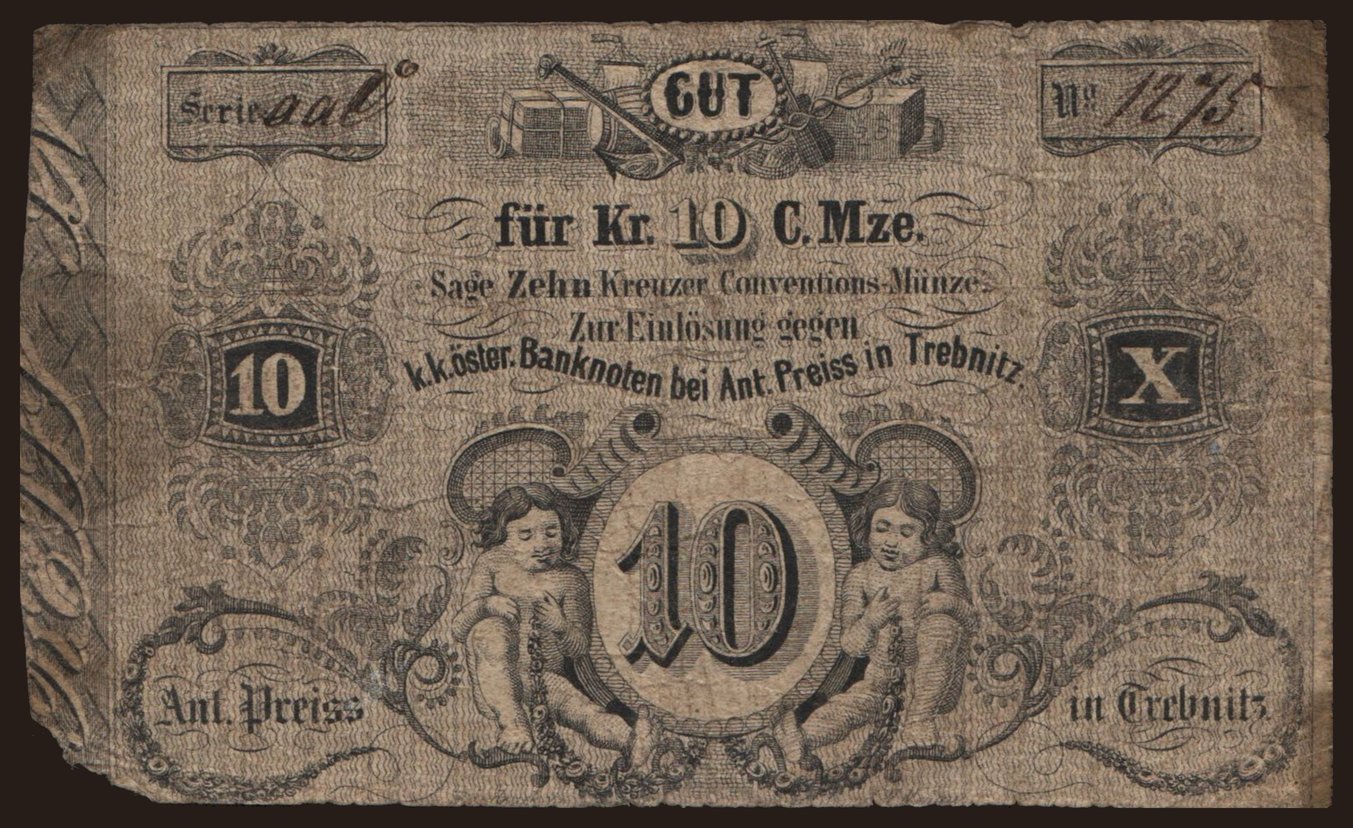 Serie
GUT
No 1275
für Kr. 10 C. Mze.
Sage Zehn Kreuzer Conventions-Münze.
Zur Einlösung gegen
k. k. öster. Banknoten bei Ant. Preiss in Trebnitz.
10
X
10
Ant. Preiss
in Trebnitz.